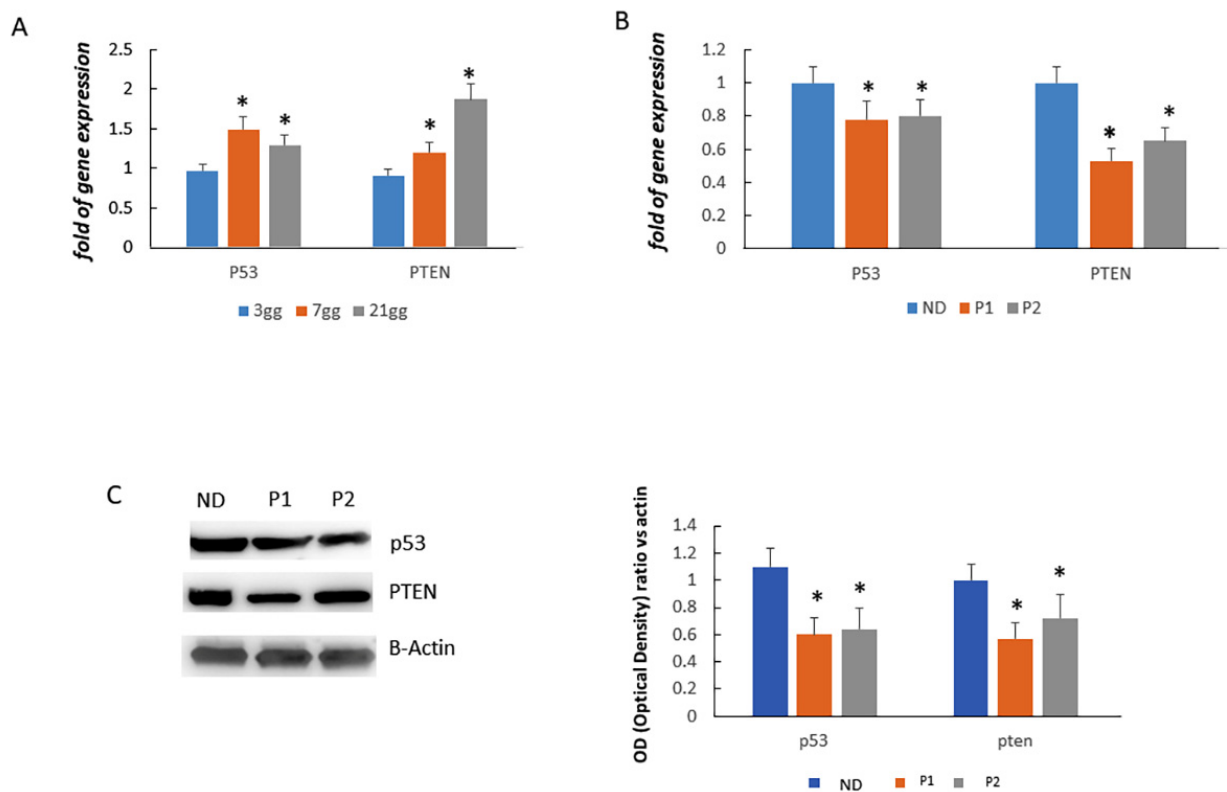 A
fold of gene expression
2.5
2
1.5
1
0.5
0
* * * *
P53 PTEN
3gg 7gg 21gg
B
fold of gene expression
1.2
1
0.8
0.6
0.4
0.2
0
* * * *
P53 PTEN
ND P1 P2
C
ND P1 P2
p53
PTEN
B-Actin
OD (Optical Density) ratio vs actin
1.4
1.2
1
0.8
0.6
0.4
0.2
0
* * * *
p53 pten
ND P1 P2